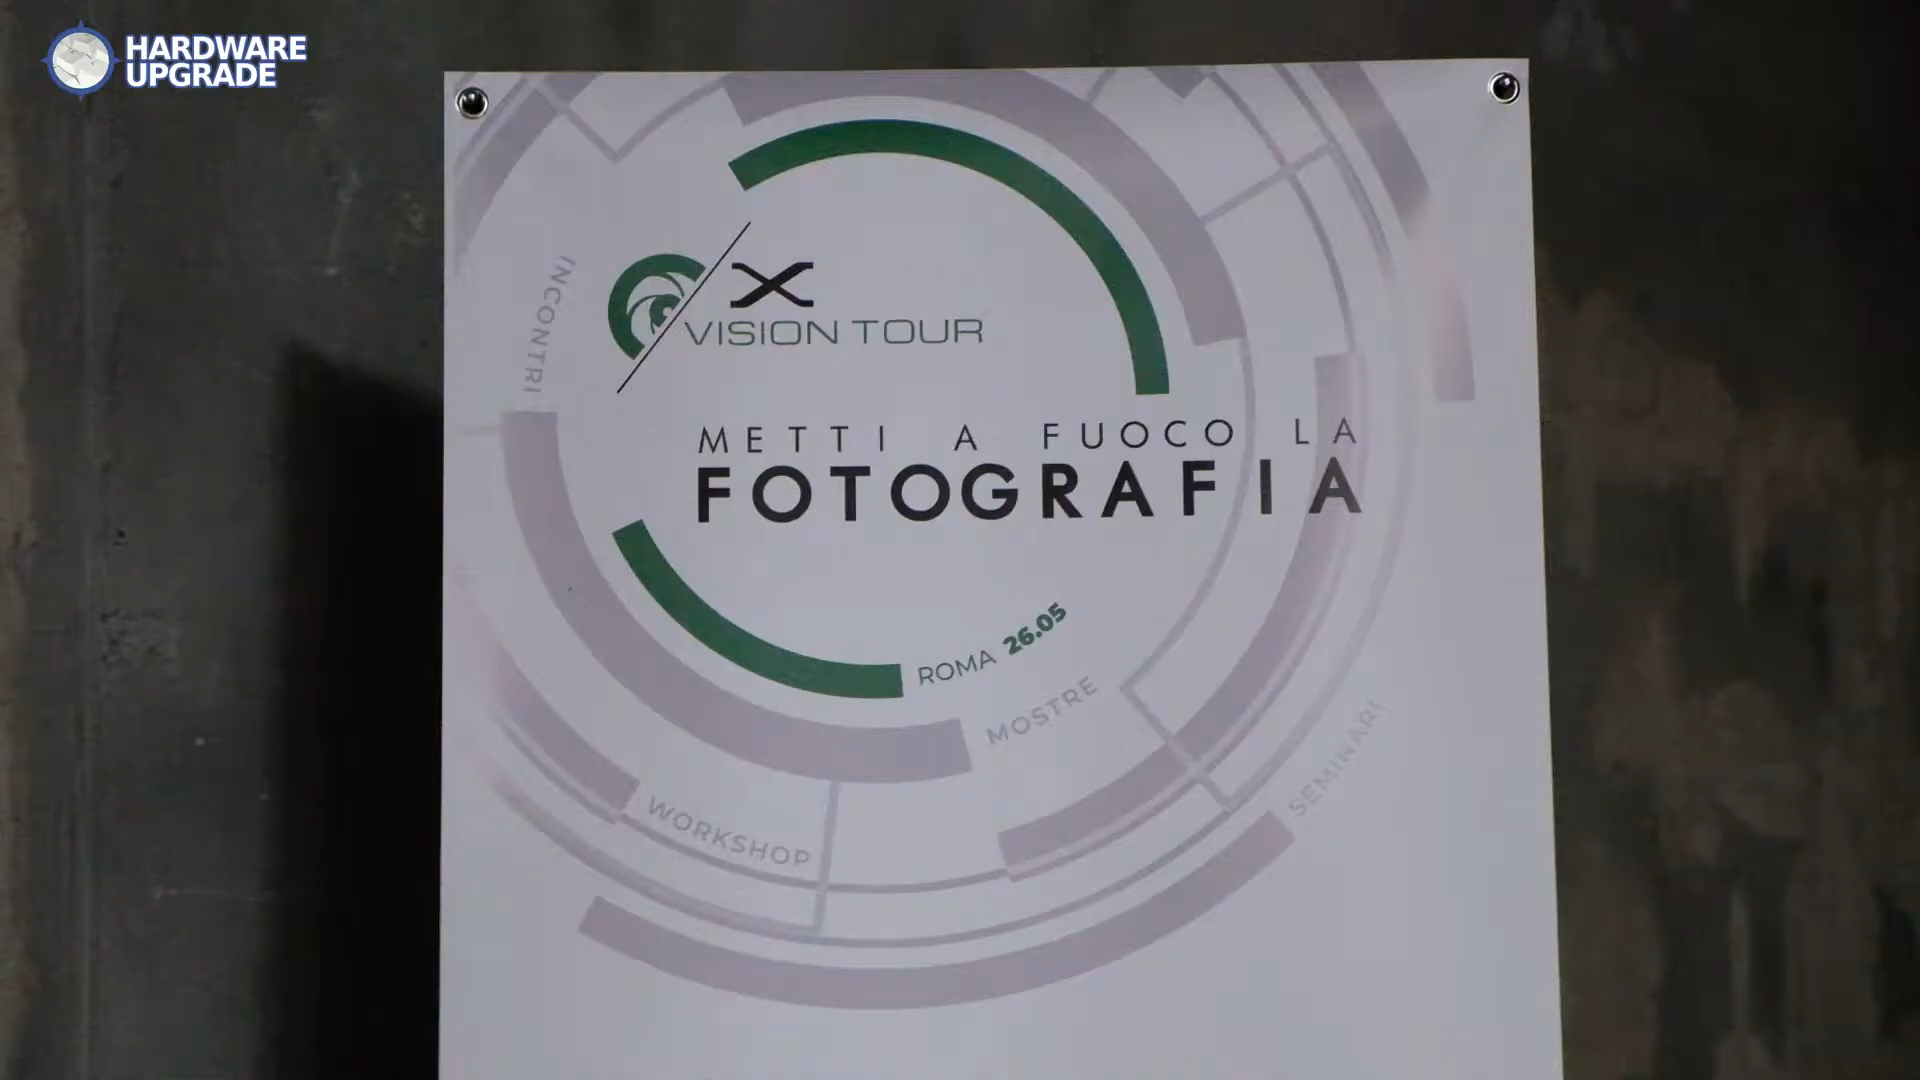 HARDWARE
UPGRADE
INCONTRI
X
VISION TOUR
METTI A FUOCO LA
FOTOGRAFIA
ROMA 26.05
MOSTRE
WORKSHOP
SEMINARI